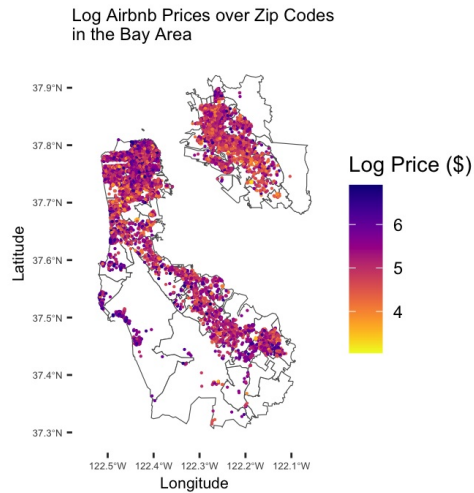 Log Airbnb Prices over Zip Codes
in the Bay Area
37.9°N
37.8°N
37.7°N
37.6°N
37.5°N
37.4°N
37.3°N
Latitude
122.5°W 122.4°W 122.3°W 122.2°W 122.1°W
Longitude
Log Price ($)
6
5
4